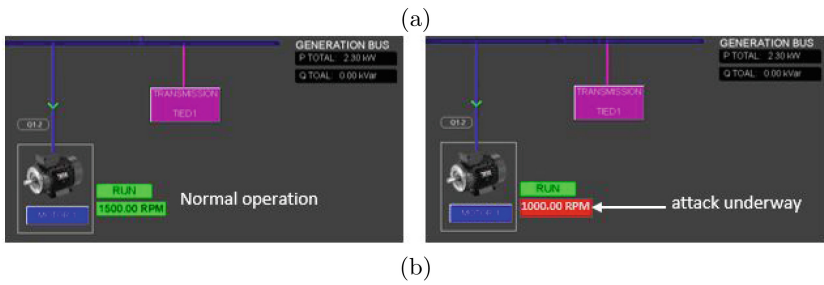 (a)
GENERATION BUS
P TOTAL: 2.30 kW
Q TOAL: 0.00 kVar
TRANSMISSION
TIED1
Q1.2
RUN
1500.00 RPM
Normal operation
GENERATION BUS
P TOTAL: 2.30 kW
Q TOAL: 0.00 kVar
TRANSMISSION
TIED1
Q1.2
RUN
1000.00 RPM
attack underway
(b)